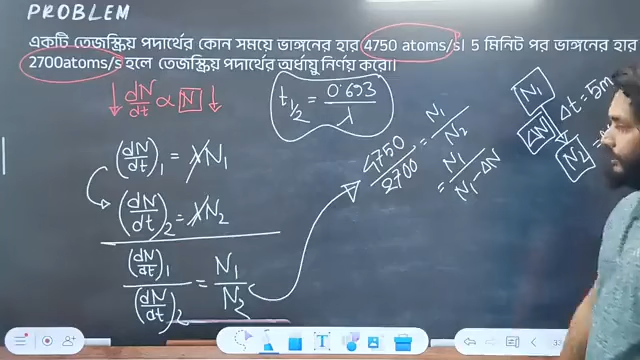 PROBLEM
একটি তেজস্ক্রিয় পদার্থের কোন সময়ে ভাঙ্গনের হার 4750 atoms/s। 5 মিনিট পর ভাঙ্গনের হার
2700atoms/s হলে তেজস্ক্রিয় পদার্থের অর্ধায়ু নির্ণয় করো।।
↓ dN/dt ∝ N ↓
t1/2 = 0.693/λ
(dN/dt)1 = λN1
(dN/dt)2 = λN2
(dN/dt)1/(dN/dt)2 = N1/N2
4750/2700 = N1/N2
= N1/N1-ΔN
N1
Δt = 5m
ΔN
N2
T